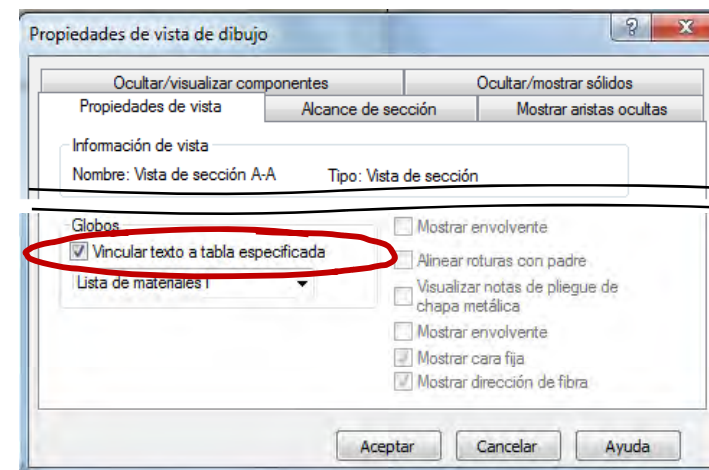 Propiedades de vista de dibujo
Ocultar/visualizar componentes
Ocultar/mostrar sólidos
Propiedades de vista
Alcance de sección
Mostrar aristas ocultas
Información de vista
Nombre: Vista de sección A-A Tipo: Vista de sección
Globos
Vincular texto a tabla especificada
Lista de materiales1
Mostrar envolvente
Alinear roturas con padre
Visualizar notas de pliegue de
chapa metálica
Mostrar envolvente
Mostrar cara fija
Mostrar dirección de fibra
Aceptar
Cancelar
Ayuda